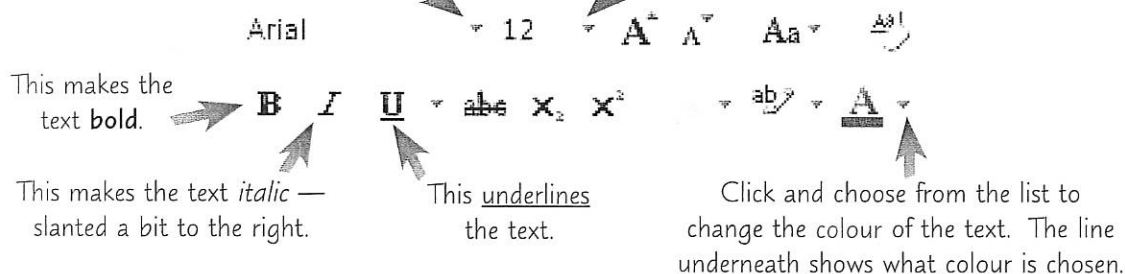 Arial 12 A A Aa Aa
This makes the
text bold.
B I U abc X₂ X² ab A
This makes the text italic —
slanted a bit to the right.
This underlines
the text.
Click and choose from the list to
change the colour of the text. The line
underneath shows what colour is chosen.